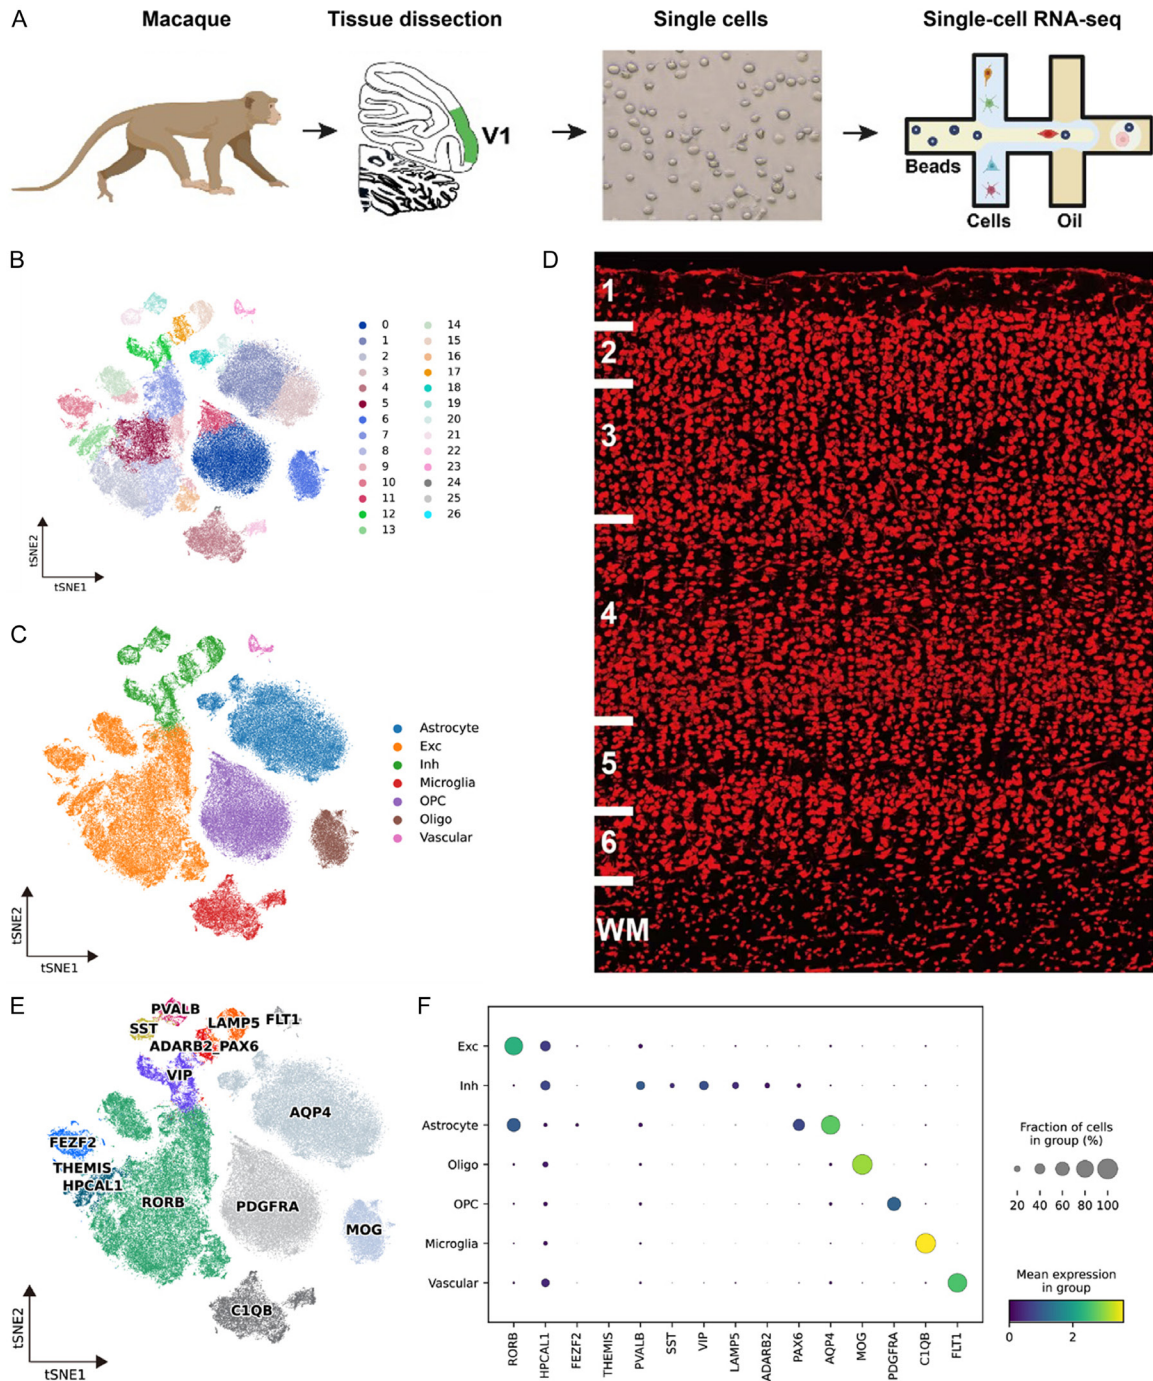 A
Macaque
Tissue dissection
Single cells
Single-cell RNA-seq
V1
Beads
Cells
Oil
B
0
1
2
3
4
5
6
7
8
9
10
11
12
13
14
15
16
17
18
19
20
21
22
23
24
25
26
tSNE2
tSNE1
C
Astrocyte
Exc
Inh
Microglia
OPC
Oligo
Vascular
tSNE2
tSNE1
D
1
2
3
4
5
6
WM
E
PVALB
SST
LAMP5
FLT1
ADARB2_PAX6
VIP
AQP4
FEZF2
THEMIS
HPCAL1
RORB
PDGFRA
MOG
C1QB
tSNE2
tSNE1
F
Exc
Inh
Astrocyte
Oligo
OPC
Microglia
Vascular
RORB
HPCAL1
FEZF2
THEMIS
PVALB
SST
VIP
LAMP5
ADARB2
PAX6
AQP4
MOG
PDGFRA
C1QB
FLT1
Fraction of cells
in group (%)
20 40 60 80 100
Mean expression
in group
0 2